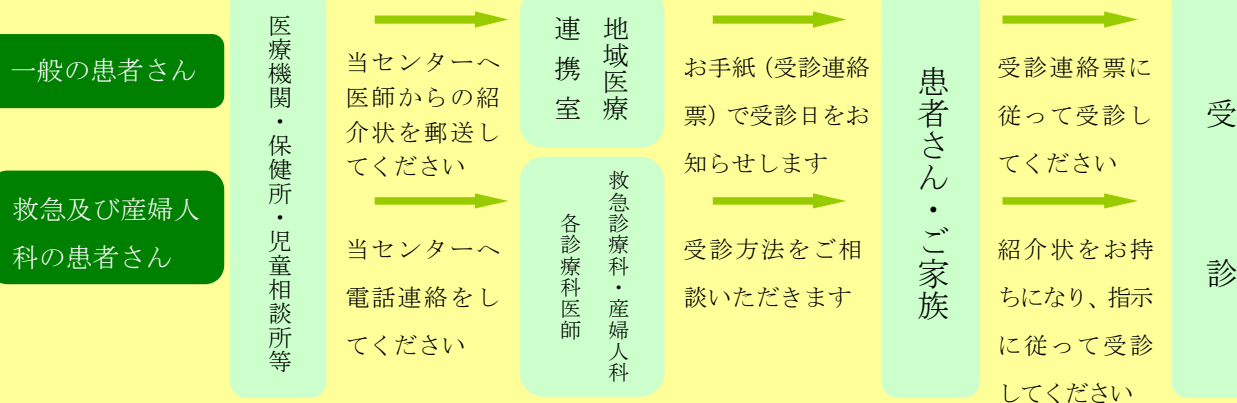 一般の患者さん
救急及び産婦人
科の患者さん
医療機関・保健所・児童相談所等
当センターへ
医師からの紹
介状を郵送し
てください
当センターへ
電話連絡をし
てください
地域医療
連携室
救急診療科・産婦人科
各診療科医師
お手紙（受診連絡
票）で受診日をお
知らせします
受診方法をご相
談いただきます
患者さん・ご家族
受診連絡票に
従って受診し
てください
紹介状をお持
ちになり、指示
に従って受診
してください
受診